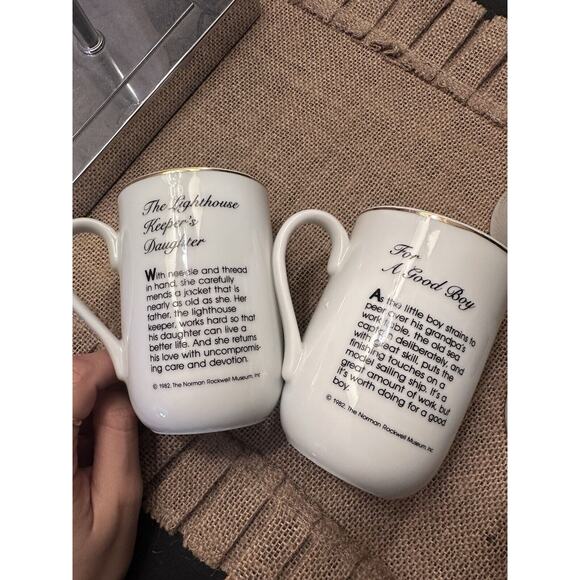 The Lighthouse
Keeper's
Daughter
With needle and thread
in hand, she carefully
mends a jacket that is
nearly as old as she. Her
father, the lighthouse
keeper, works hard so that
his daughter can live a
better life. And she returns
his love with uncompromis-
ing care and devotion.
© 1982, The Norman Rockwell Museum, Inc
For
A Good Boy
As the little boy strains to
peer over his grandpa's
work table, the old sea
captain deliberately and
with great skill, puts the
finishing touches on a
model sailing ship. It's a
great amount of work, but
it's worth doing for a good
boy.
© 1982, The Norman Rockwell Museum, Inc